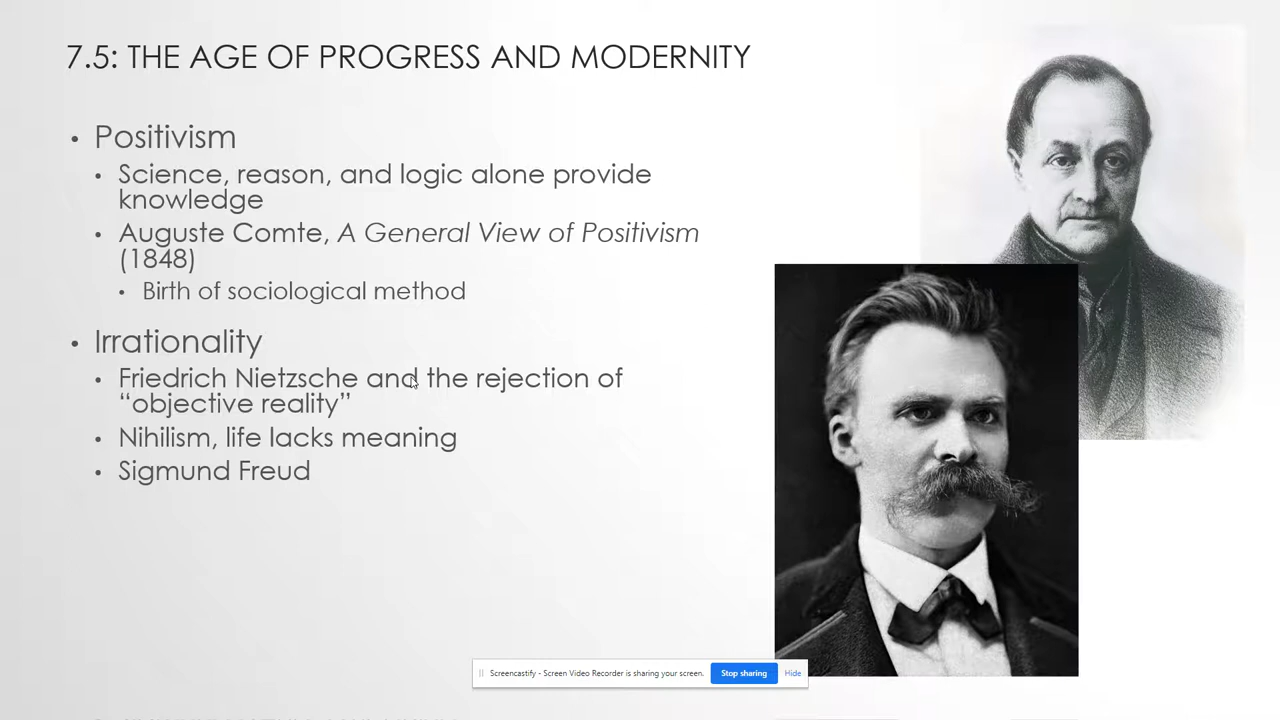 7.5: THE AGE OF PROGRESS AND MODERNITY
• Positivism
• Science, reason, and logic alone provide
knowledge
• Auguste Comte, A General View of Positivism
(1848)
• Birth of sociological method
• Irrationality
• Friedrich Nietzsche and the rejection of
“objective reality”
• Nihilism, life lacks meaning
• Sigmund Freud
Screencastify - Screen Video Recorder is sharing your screen. Stop sharing Hide